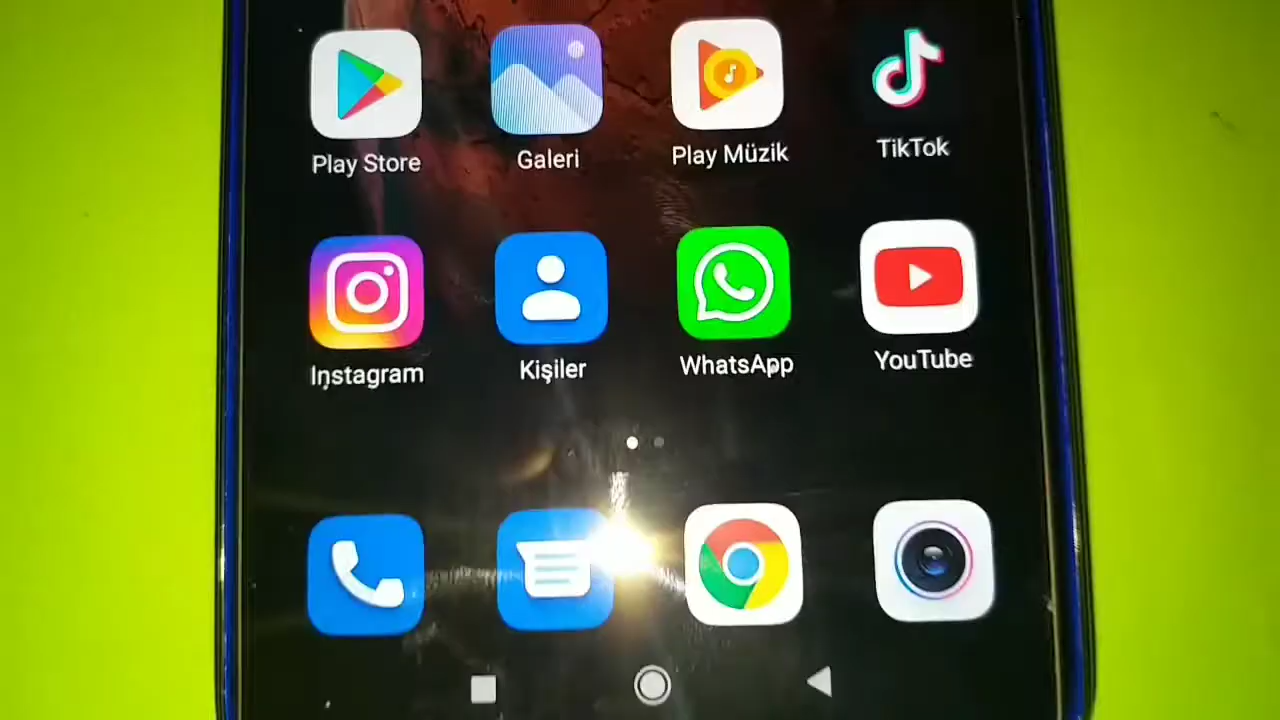 Play Store
Galeri
Play Müzik
TikTok
Instagram
Kişiler
WhatsApp
YouTube